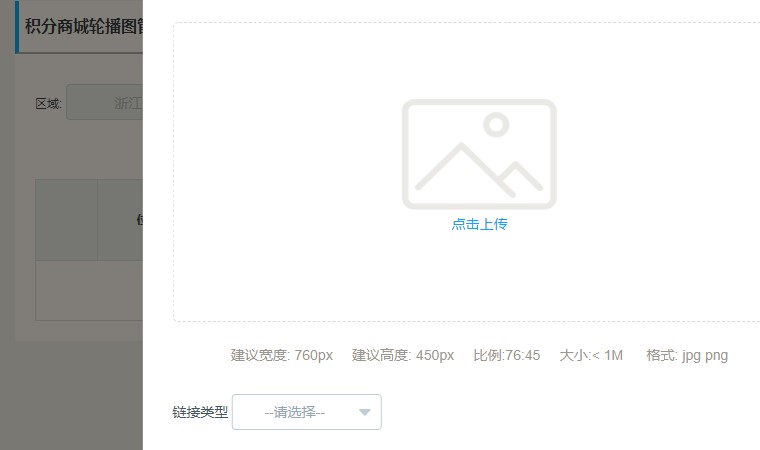 积分商城轮播图
区域: 浙江
点击上传
建议宽度: 760px 建议高度: 450px 比例:76:45 大小:< 1M 格式: jpg png
链接类型 --请选择--